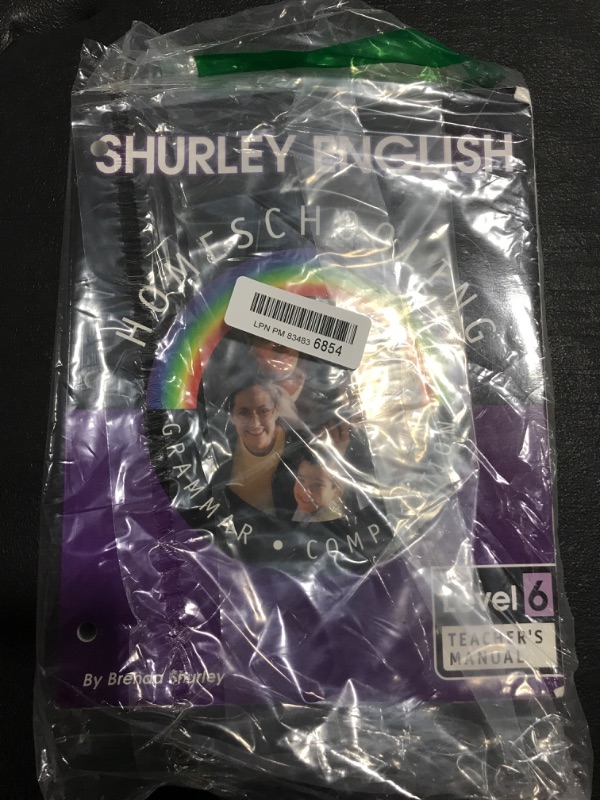 SHURLEY ENGLISH
HOMESCHOOLING
LPN PM 83483 6854
GRAMMAR • COMP
Level 6
TEACHER'S
MANUAL
By Brenda Shurley